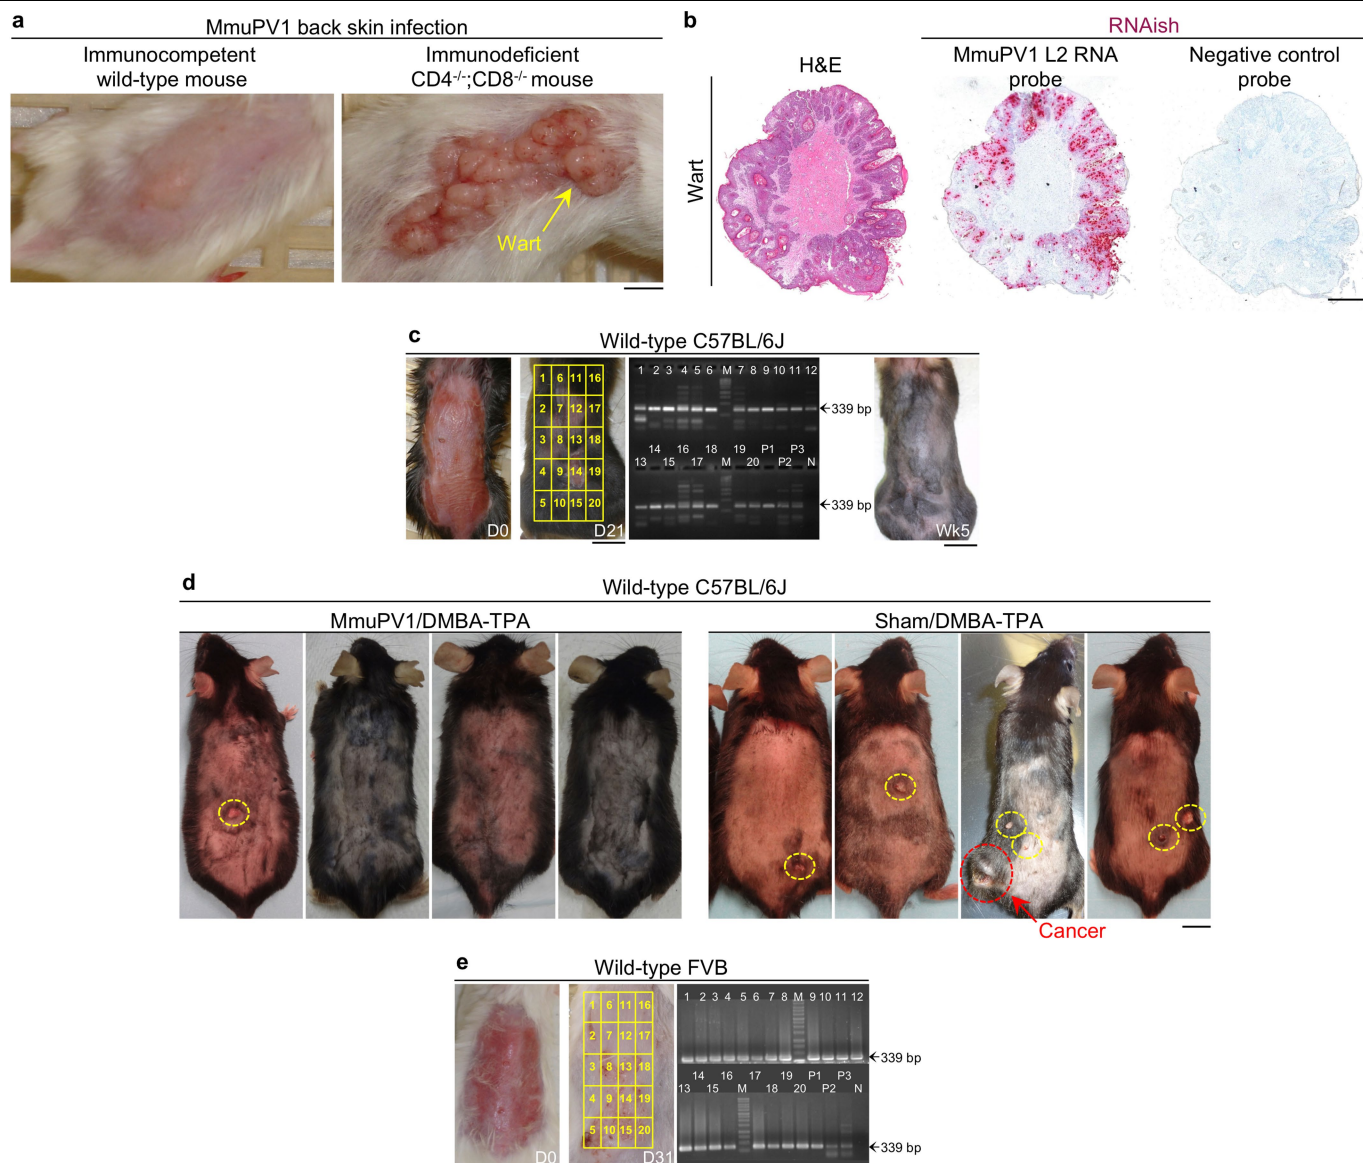 a
MmuPV1 back skin infection
Immunocompetent
wild-type mouse
Immunodeficient
CD4-/-;CD8-/- mouse
Wart
b
RNAish
H&E
MmuPV1 L2 RNA
probe
Negative control
probe
Wart
c
Wild-type C57BL/6J
D0
1 6 11 16
2 7 12 17
3 8 13 18
4 9 14 19
5 10 15 20
D21
1 2 3 4 5 6 M 7 8 9 10 11 12
←339 bp
14 16 18 19 P1 P3
13 15 17 M 20 P2 N
←339 bp
Wk5
d
Wild-type C57BL/6J
MmuPV1/DMBA-TPA
Sham/DMBA-TPA
Cancer
e
Wild-type FVB
D0
1 6 11 16
2 7 12 17
3 8 13 18
4 9 14 19
5 10 15 20
D31
1 2 3 4 5 6 7 8 M 9 10 11 12
←339 bp
14 16 17 19 P1 P3
13 15 M 18 20 P2 N
←339 bp